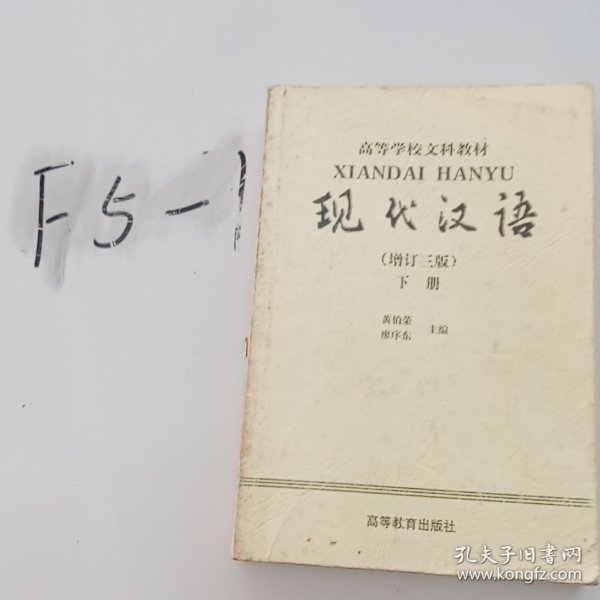 F5-1
高等学校文科教材
XIANDAI HANYU
现代汉语
(增订三版)
下册
黄伯荣
廖序东 主编
高等教育出版社
孔夫子旧书网
www.kongfz.com